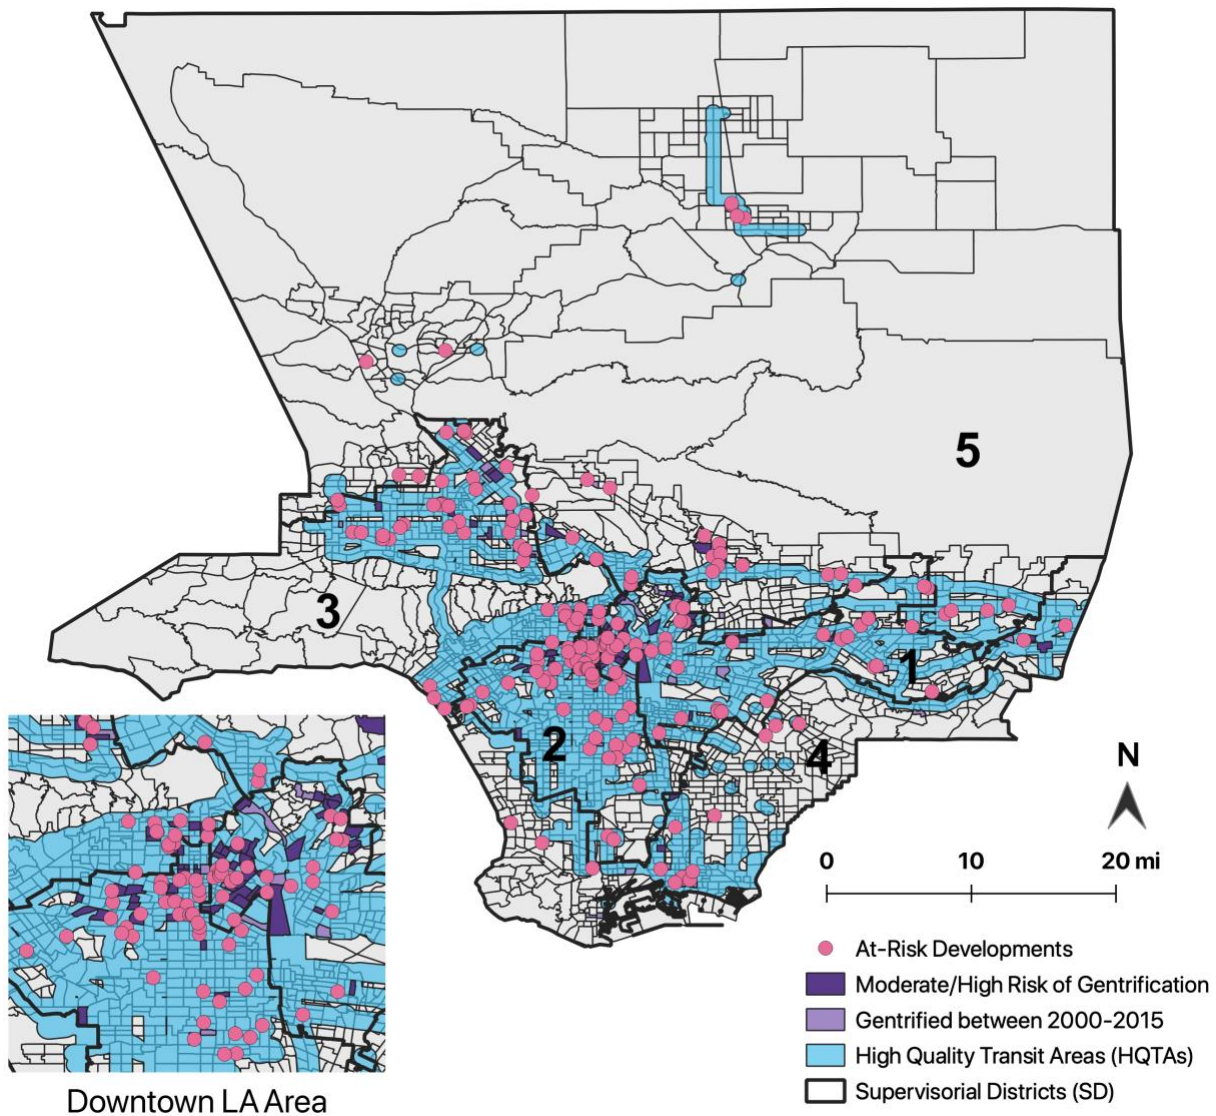 5
3
1
2
4
N
0 10 20 mi
At-Risk Developments
Moderate/High Risk of Gentrification
Gentrified between 2000-2015
High Quality Transit Areas (HQTAs)
Supervisorial Districts (SD)
Downtown LA Area